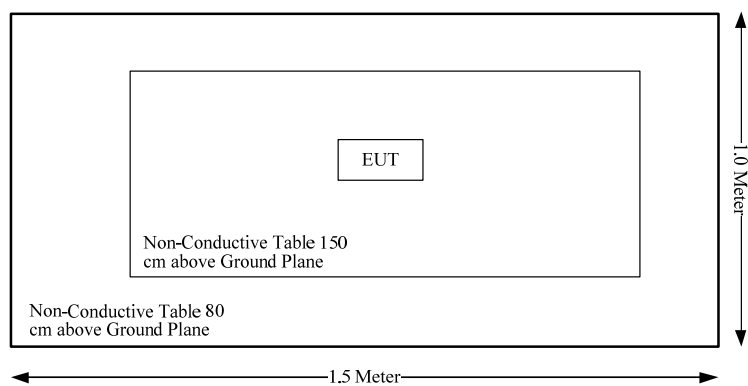 EUT
Non-Conductive Table 150
cm above Ground Plane
Non-Conductive Table 80
cm above Ground Plane
1.0 Meter
1.5 Meter